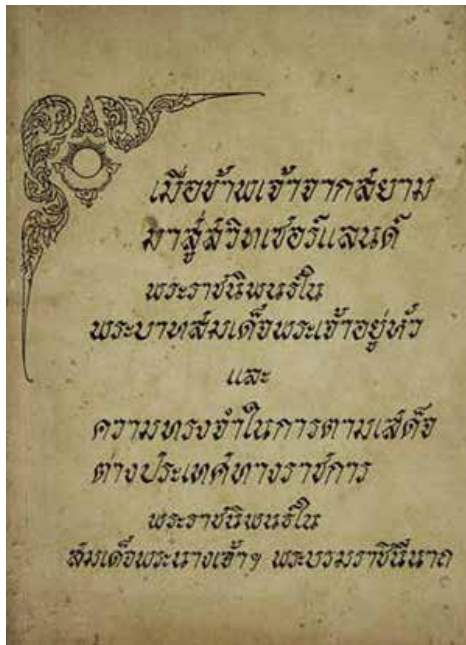 เมื่อข้าพเจ้าจากสยาม
มาสู่สวิทเซอร์แลนด์
พระราชนิพนธ์ใน
พระบาทสมเด็จพระเจ้าอยู่หัว
และ
ความทรงจำในการตามเสด็จ
ต่างประเทศทางราชการ
พระราชนิพนธ์ใน
สมเด็จพระนางเจ้าฯ พระบรมราชินีนาถ